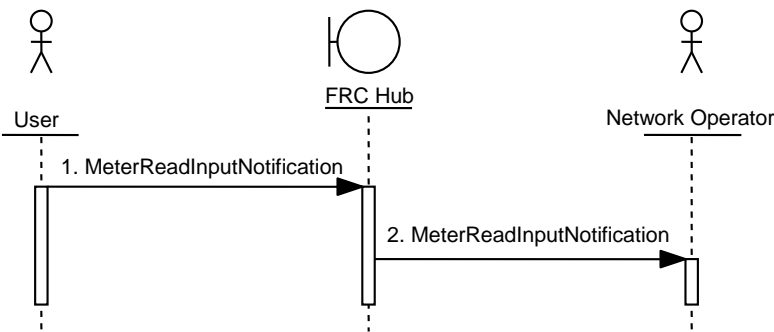 FRC Hub
User
Network Operator
1. MeterReadInputNotification
2. MeterReadInputNotification